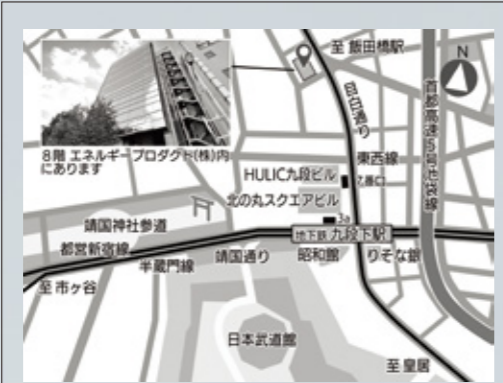 至 飯田橋駅
N
目白通り
首都高速5号池袋線
8階 エネルギープロダクト(株)内
にあります
東西線
HULIC九段ビル
7番口
北の丸スクエアビル
3a
靖国神社参道
地下鉄 九段下駅
都営新宿線
半蔵門線
靖国通り
昭和館
りそな銀
至 市ヶ谷
日本武道館
至 皇居